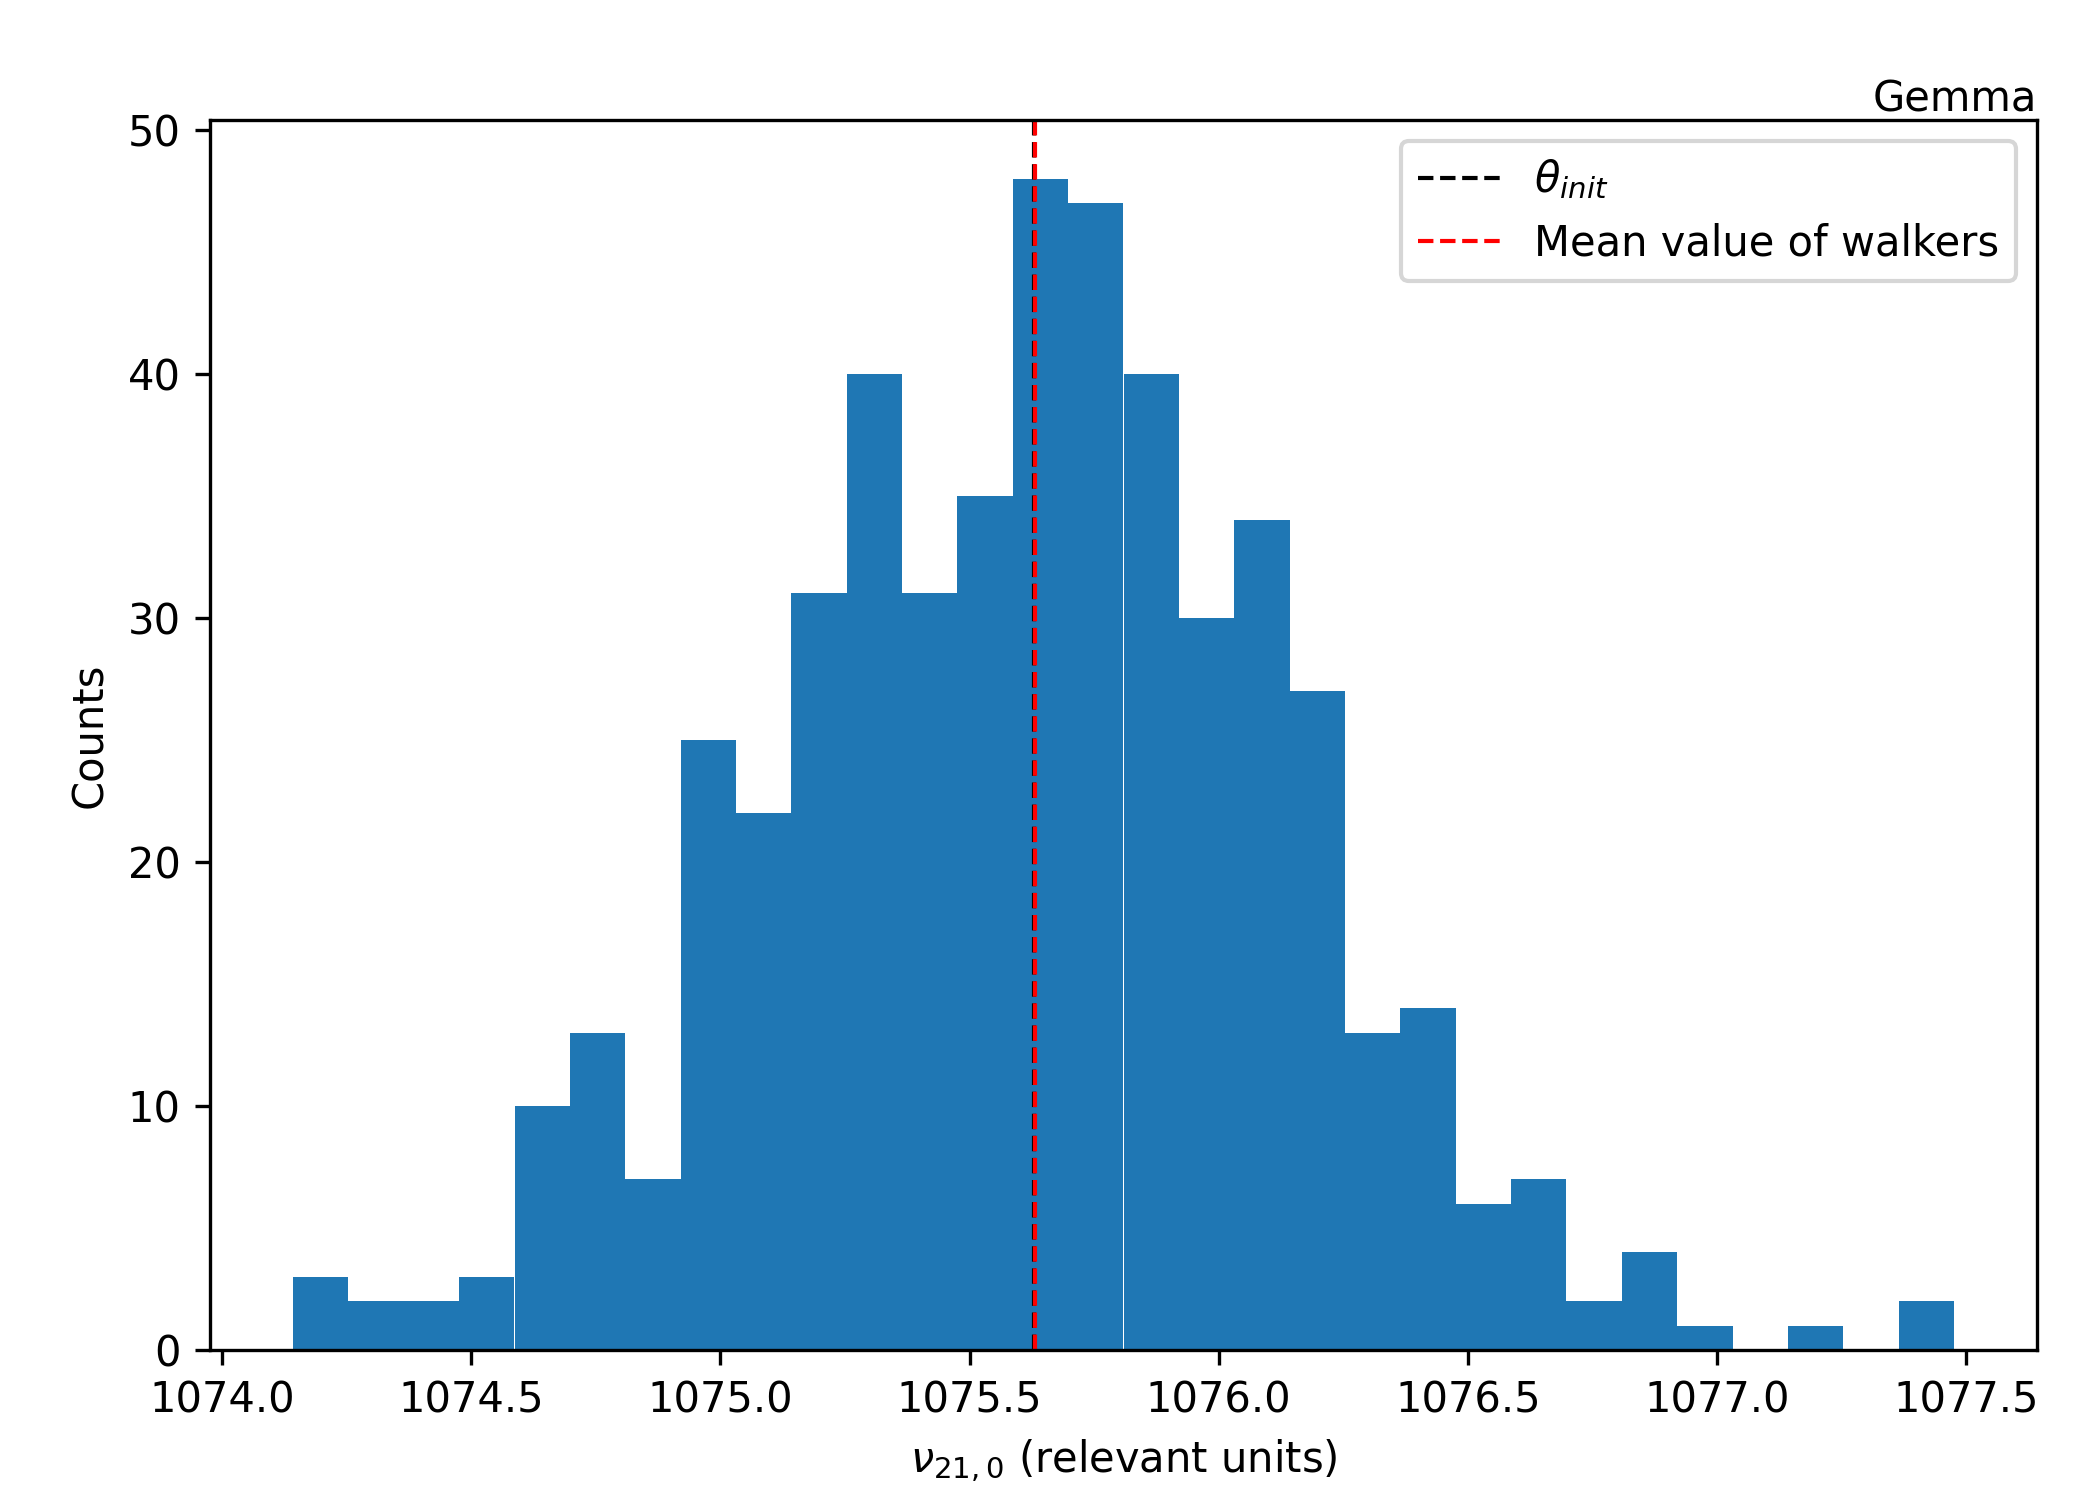 Gemma
50
40
30
20
10
0
Counts
θinit
Mean value of walkers
1074.0 1074.5 1075.0 1075.5 1076.0 1076.5 1077.0 1077.5
ν21, 0 (relevant units)